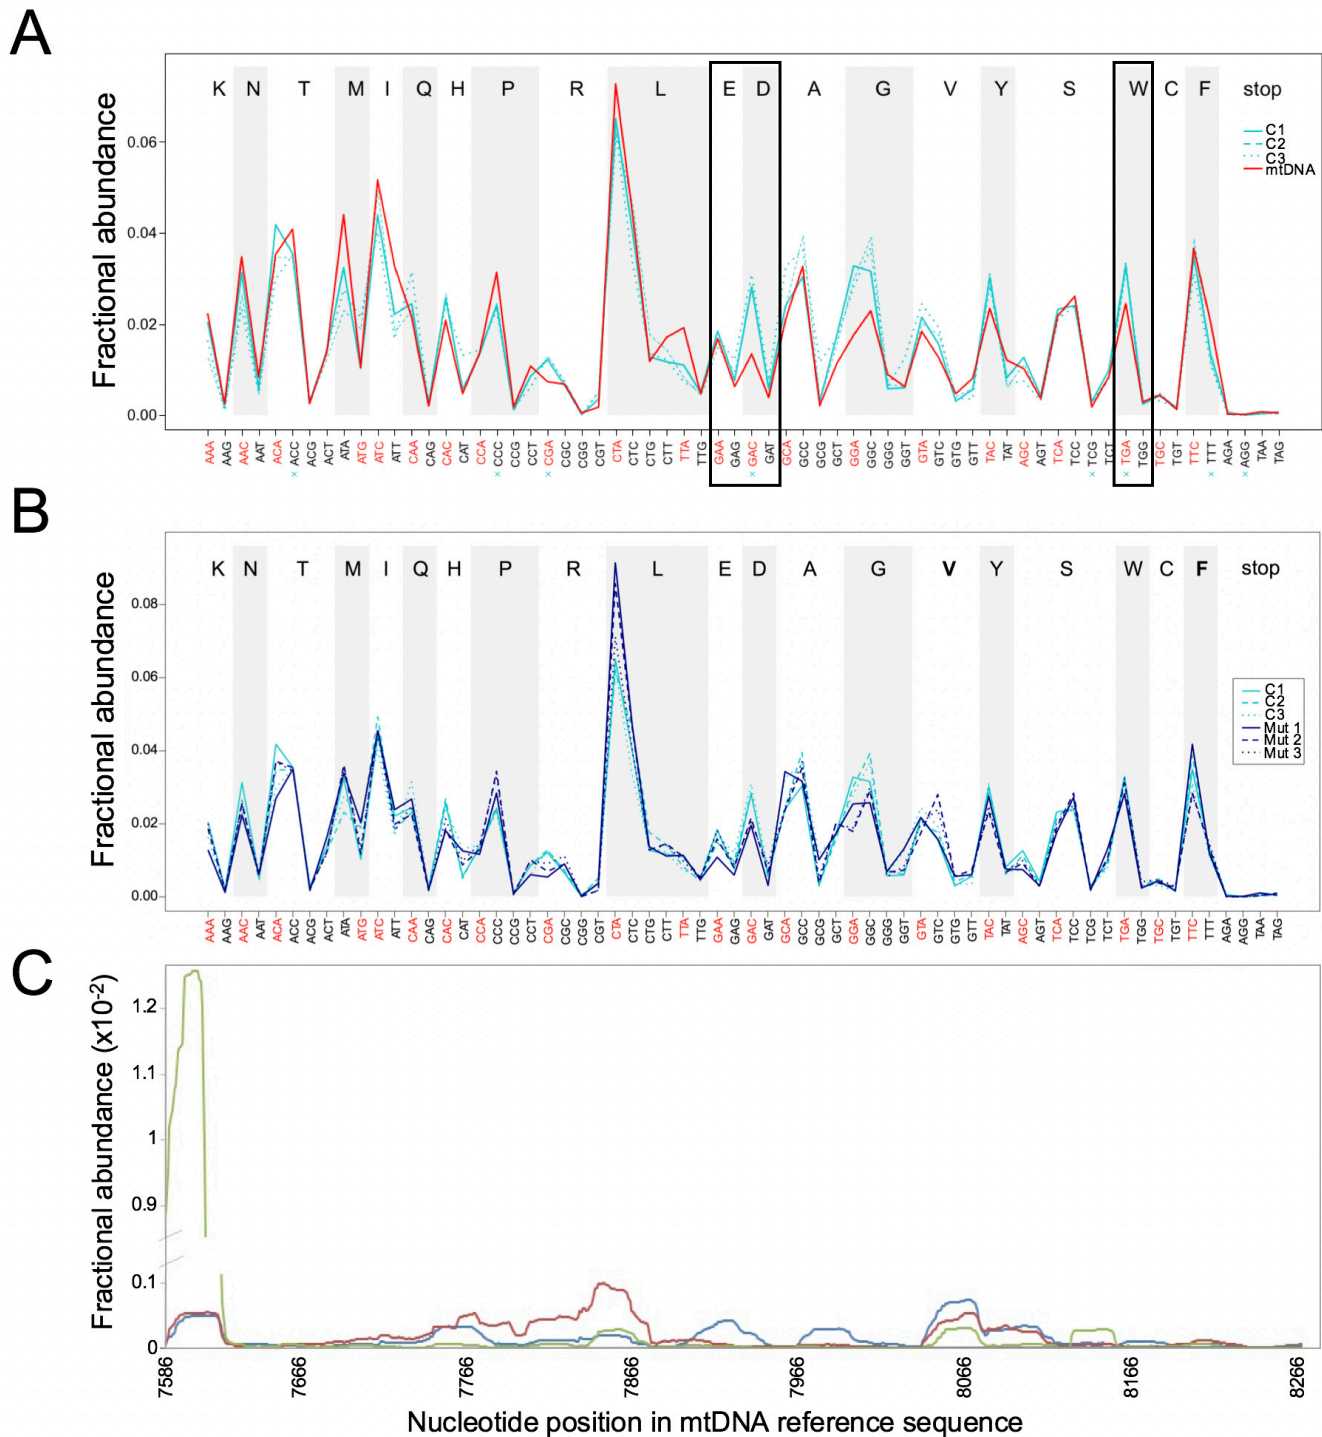 A
K N T M I Q H P R L E D A G V Y S W C F stop
C1
C2
C3
mtDNA
Fractional abundance
0.06
0.04
0.02
0.00
AAA AAG AAC AAT ACA ACC ACG ACT ATA ATG ATC ATT CAA CAG CAC CAT CCA CCC CCG CCT CGA CGC CGG CGT CTA CTC CTG CTT TTA TTG GAA GAG GAC GAT GCA GCC GCG GCT GGA GGC GGG GGT GTA GTC GTG GTT TAC TAT AGC AGT TCA TCC TCG TCT TGA TGG TGC TGT TTC TTT AGA AGG TAA TAG
× × × × × × × ×
B
K N T M I Q H P R L E D A G V Y S W C F stop
C1
C2
C3
Mut 1
Mut 2
Mut 3
Fractional abundance
0.08
0.06
0.04
0.02
0.00
AAA AAG AAC AAT ACA ACC ACG ACT ATA ATG ATC ATT CAA CAG CAC CAT CCA CCC CCG CCT CGA CGC CGG CGT CTA CTC CTG CTT TTA TTG GAA GAG GAC GAT GCA GCC GCG GCT GGA GGC GGG GGT GTA GTC GTG GTT TAC TAT AGC AGT TCA TCC TCG TCT TGA TGG TGC TGT TTC TTT AGA AGG TAA TAG
C
Fractional abundance (x10⁻²)
1.2
1.1
1
0.9
0.1
0
7586 7666 7766 7866 7966 8066 8166 8266
Nucleotide position in mtDNA reference sequence